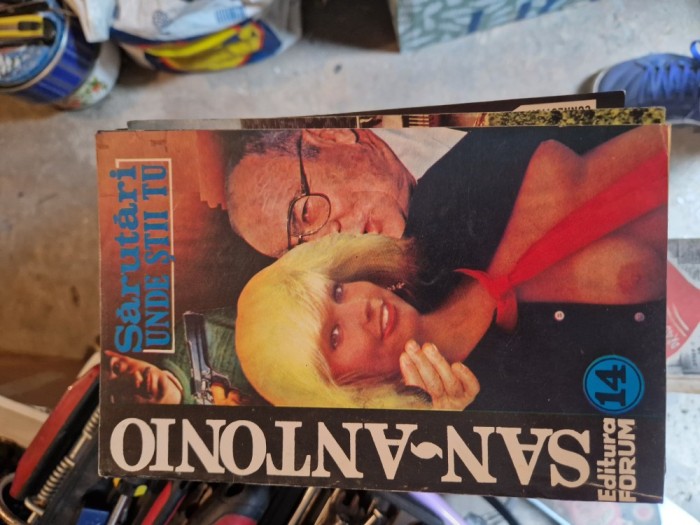 Sărutări
UNDE ȘTII TU
SAN-ANTONIO
14
Editura
FORUM